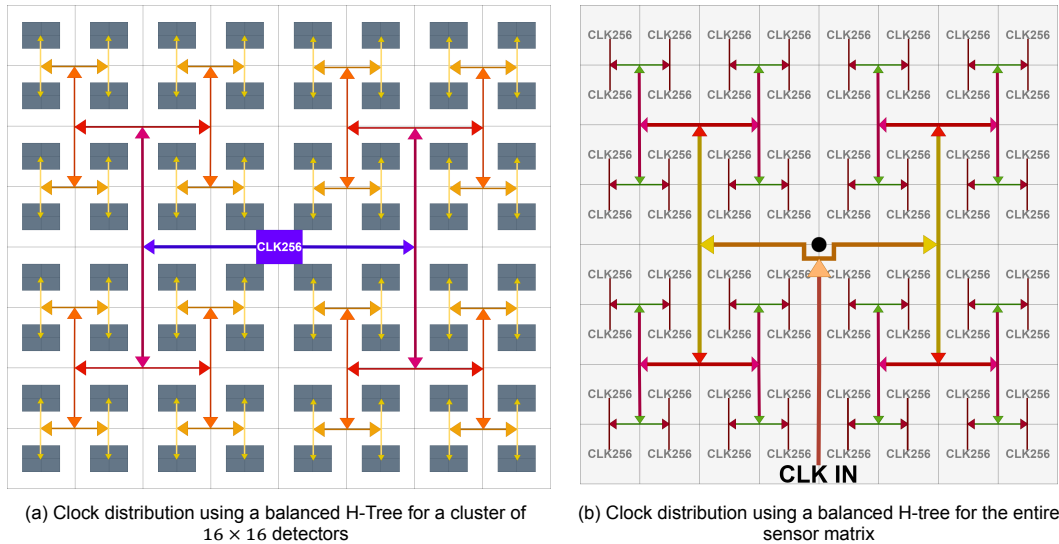 CLK256
CLK256 CLK256 CLK256 CLK256 CLK256 CLK256 CLK256 CLK256
CLK256 CLK256 CLK256 CLK256 CLK256 CLK256 CLK256 CLK256
CLK256 CLK256 CLK256 CLK256 CLK256 CLK256 CLK256 CLK256
CLK256 CLK256 CLK256 CLK256 CLK256 CLK256 CLK256 CLK256
CLK256 CLK256 CLK256 CLK256 CLK256 CLK256 CLK256 CLK256
CLK256 CLK256 CLK256 CLK256 CLK256 CLK256 CLK256 CLK256
CLK256 CLK256 CLK256 CLK256 CLK256 CLK256 CLK256 CLK256
CLK256 CLK256 CLK256 CLK256 CLK256 CLK256 CLK256 CLK256
CLK IN
(a) Clock distribution using a balanced H-Tree for a cluster of
16 × 16 detectors
(b) Clock distribution using a balanced H-tree for the entire
sensor matrix